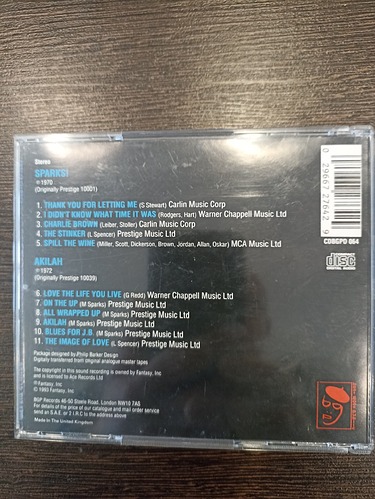 Stereo
SPARKS!
℗1970
(Originally Prestige 10001)
1. THANK YOU FOR LETTING ME (S Stewart) Carlin Music Corp
2. I DIDN'T KNOW WHAT TIME IT WAS (Rodgers, Hart) Warner Chappell Music Ltd
3. CHARLIE BROWN (Leiber, Stoller) Carlin Music Corp
4. THE STINKER (L Spencer) Prestige Music Ltd
5. SPILL THE WINE (Miller, Scott, Dickerson, Brown, Jordan, Allan, Oskar) MCA Music Ltd
AKILAH
℗1972
(Originally Prestige 10039)
6. LOVE THE LIFE YOU LIVE (G Redd) Warner Chappell Music Ltd
7. ON THE UP (M Sparks) Prestige Music Ltd
8. ALL WRAPPED UP (M Sparks) Prestige Music Ltd
9. AKILAH (M Sparks) Prestige Music Ltd
10. BLUES FOR J.B. (M Sparks) Prestige Music Ltd
11. THE IMAGE OF LOVE (L Spencer) Prestige Music Ltd
Package designed by Philip Barker Design
Digitally transferred from original analogue master tapes
The copyright in this sound recording is owned by Fantasy, Inc
and is licensed to Ace Records Ltd
℗Fantasy, Inc
© 1993 Fantasy, Inc
BGP Records 46-50 Steele Road, London NW10 7AS
For details of the price of our catalogue and mail order service
send an S.A.E. or 2 I.R.C to the address above
Made in The United Kingdom
0 29667 27642 9
CDBGPD 064
COMPACT
disc
DIGITAL AUDIO